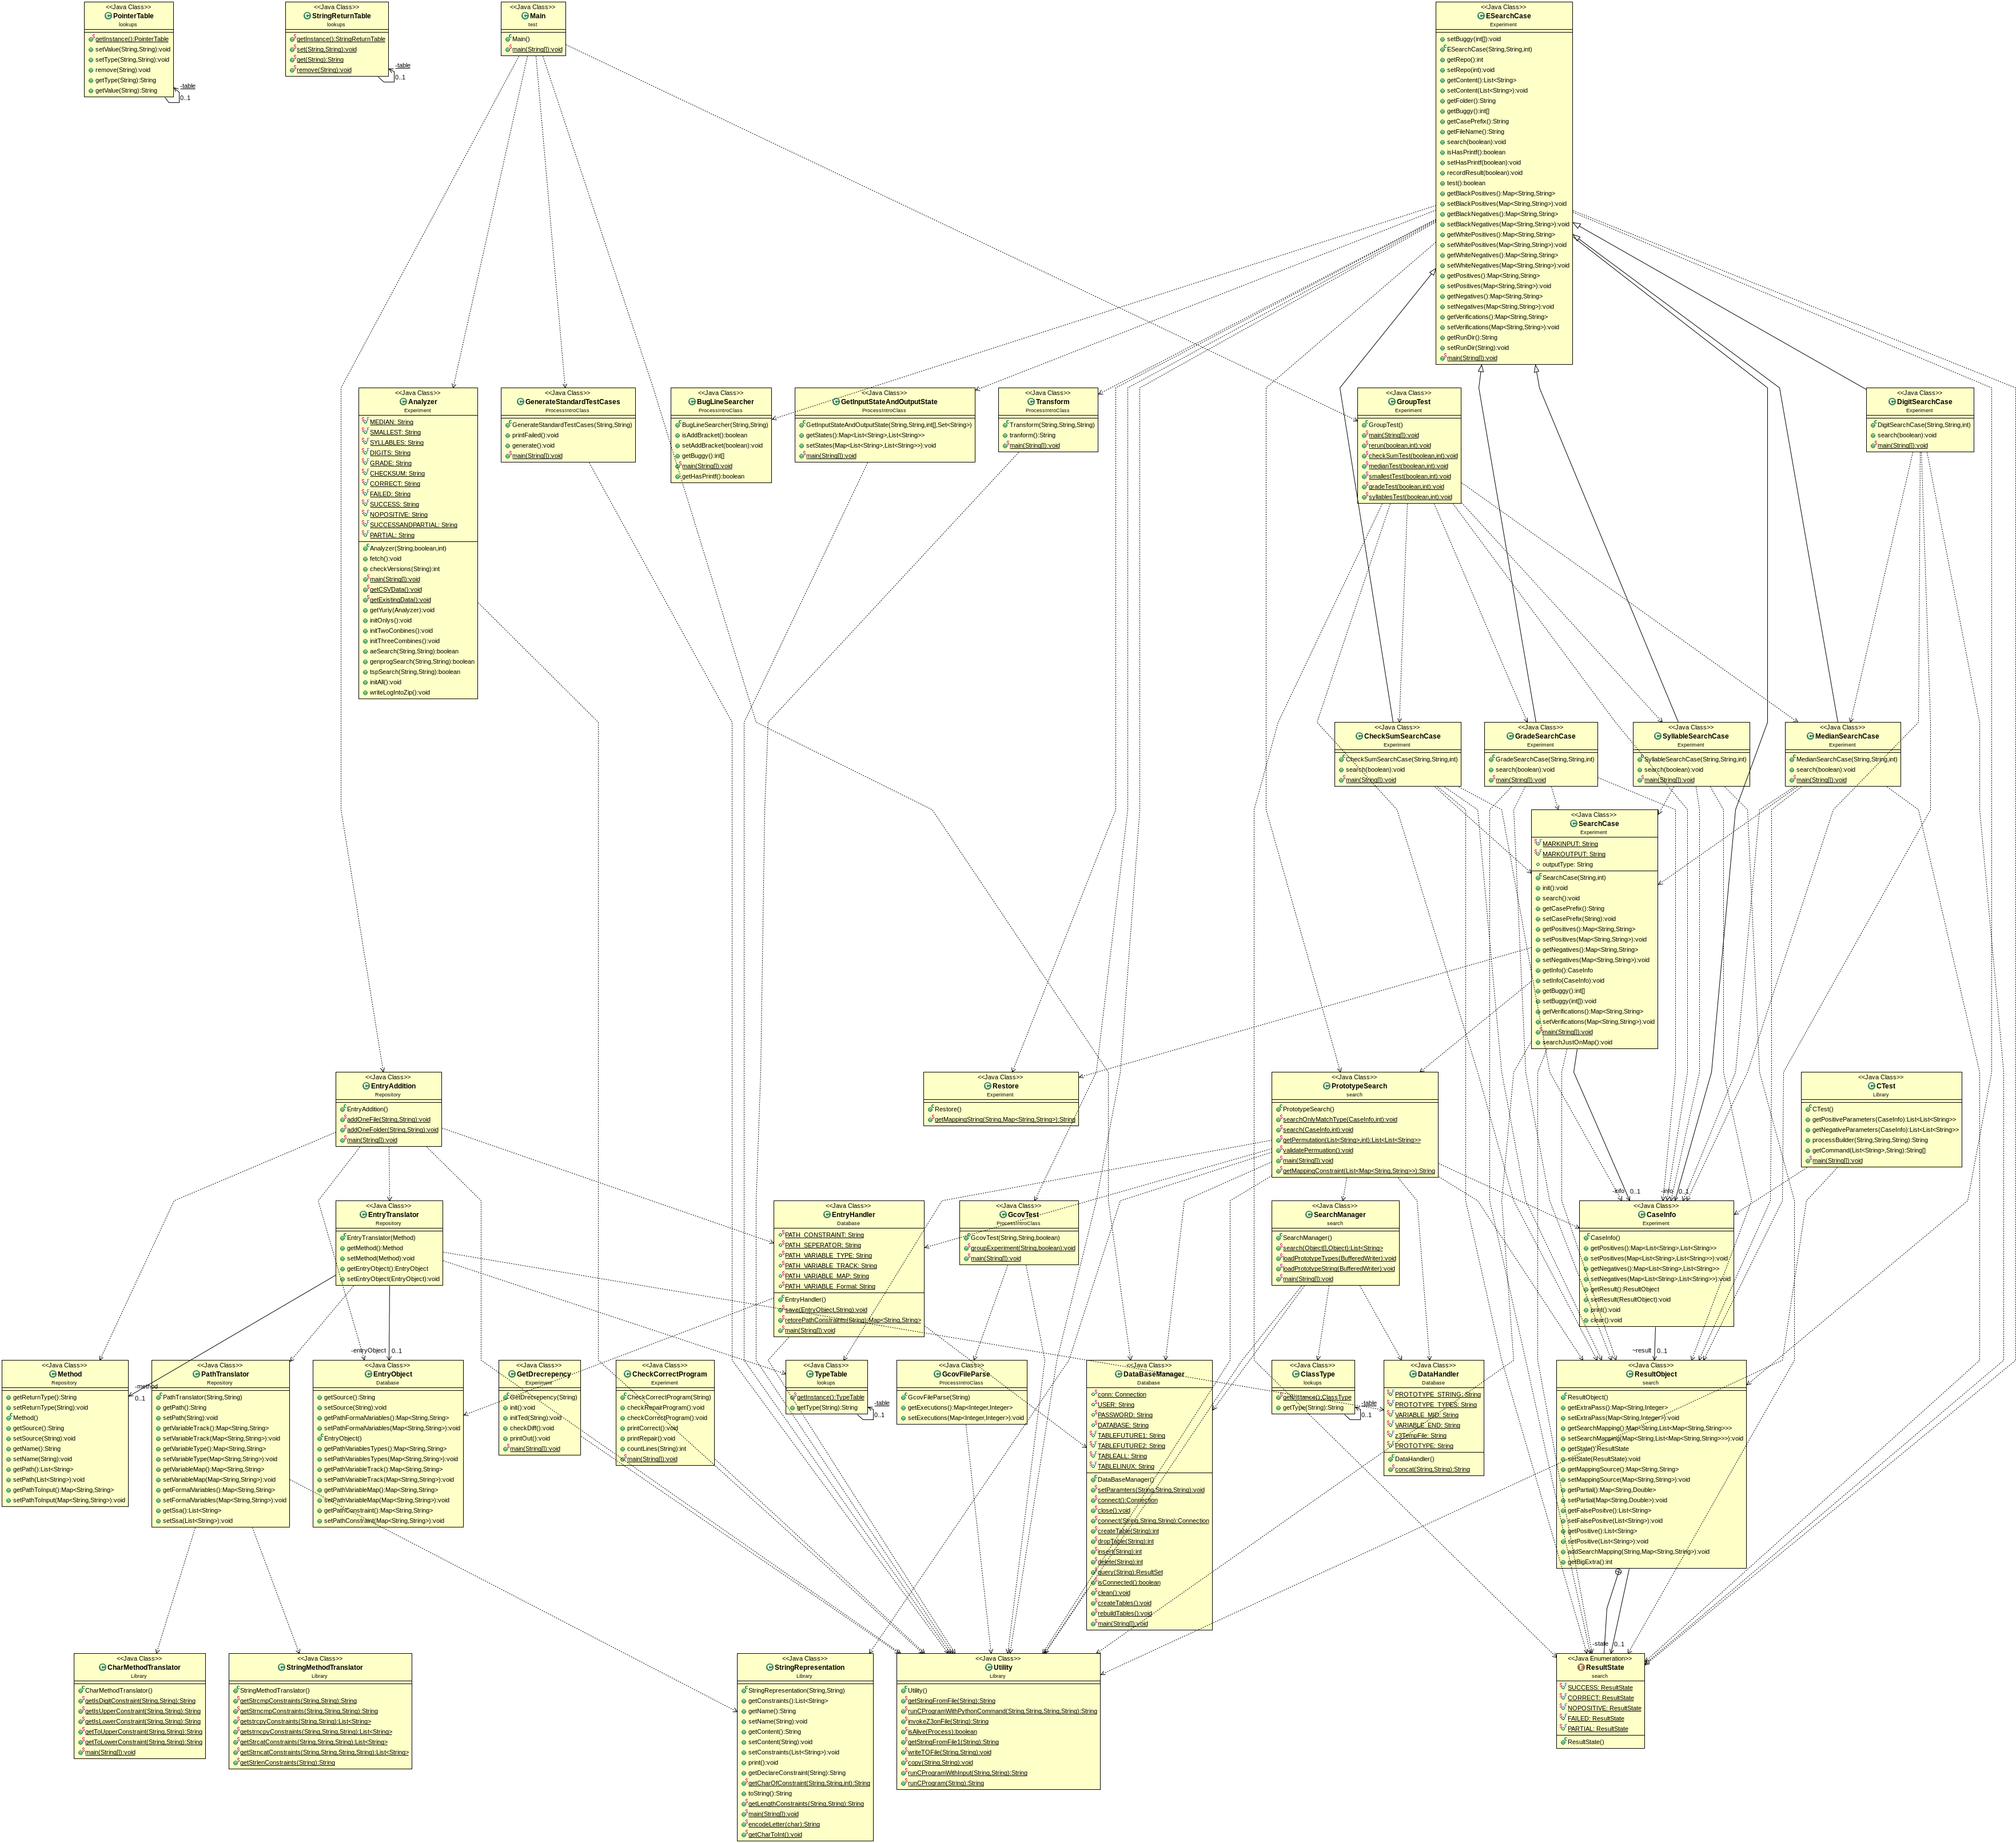 <<Java Class>>
PointerTable
lookups
getInstance():PointerTable
setValue(String,String):void
setType(String,String):void
remove(String):void
getType(String):String
getValue(String):String
-table
0..1
<<Java Class>>
StringReturnTable
lookups
getInstance():StringReturnTable
set(String,String):void
get(String):String
remove(String):void
-table
0..1
<<Java Class>>
Main
test
Main()
main(String[]):void
<<Java Class>>
ESearchCase
Experiment
setBuggy(int[]):void
ESearchCase(String,String,int)
getRepo():int
setRepo(int):void
getContent():List<String>
setContent(List<String>):void
getFolder():String
getBuggy():int[]
getCasePrefix():String
getFileName():String
search(boolean):void
isHasPrintf():boolean
setHasPrintf(boolean):void
recordResult(boolean):void
test():boolean
getBlackPositives():Map<String,String>
setBlackPositives(Map<String,String>):void
getBlackNegatives():Map<String,String>
setBlackNegatives(Map<String,String>):void
getWhitePositives():Map<String,String>
setWhitePositives(Map<String,String>):void
getWhiteNegatives():Map<String,String>
setWhiteNegatives(Map<String,String>):void
getPositives():Map<String,String>
setPositives(Map<String,String>):void
getNegatives():Map<String,String>
setNegatives(Map<String,String>):void
getVerifications():Map<String,String>
setVerifications(Map<String,String>):void
getRunDir():String
setRunDir(String):void
main(String[]):void
<<Java Class>>
Analyzer
Experiment
MEDIAN: String
SMALLEST: String
SYLLABLES: String
DIGITS: String
GRADE: String
CHECKSUM: String
CORRECT: String
FAILED: String
SUCCESS: String
NOPOSITIVE: String
SUCCESSANDPARTIAL: String
PARTIAL: String
Analyzer(String,boolean,int)
fetch():void
checkVersions(String):int
main(String[]):void
getCSVData():void
getExistingData():void
getYuriy(Analyzer):void
initOnlys():void
initTwoConbines():void
initThreeCombines():void
aeSearch(String,String):boolean
genprogSearch(String,String):boolean
tspSearch(String,String):boolean
initAll():void
writeLogIntoZip():void
<<Java Class>>
GenerateStandardTestCases
ProcessIntroClass
GenerateStandardTestCases(String,String)
printFailed():void
generate():void
main(String[]):void
<<Java Class>>
BugLineSearcher
ProcessIntroClass
BugLineSearcher(String,String)
isAddBracket():boolean
setAddBracket(boolean):void
getBuggy():int[]
main(String[]):void
getHasPrintf():boolean
<<Java Class>>
GetInputStateAndOutputState
ProcessIntroClass
GetInputStateAndOutputState(String,String,int[],Set<String>)
getStates():Map<List<String>,List<String>>
setStates(Map<List<String>,List<String>>):void
main(String[]):void
<<Java Class>>
Transform
ProcessIntroClass
Transform(String,String,String)
tranform():String
main(String[]):void
<<Java Class>>
GroupTest
Experiment
GroupTest()
main(String[]):void
rerun(boolean,int):void
checkSumTest(boolean,int):void
medianTest(boolean,int):void
smallestTest(boolean,int):void
gradeTest(boolean,int):void
syllablesTest(boolean,int):void
<<Java Class>>
DigitSearchCase
Experiment
DigitSearchCase(String,String,int)
search(boolean):void
main(String[]):void
<<Java Class>>
CheckSumSearchCase
Experiment
CheckSumSearchCase(String,String,int)
search(boolean):void
main(String[]):void
<<Java Class>>
GradeSearchCase
Experiment
GradeSearchCase(String,String,int)
search(boolean):void
main(String[]):void
<<Java Class>>
SyllableSearchCase
Experiment
SyllableSearchCase(String,String,int)
search(boolean):void
main(String[]):void
<<Java Class>>
MedianSearchCase
Experiment
MedianSearchCase(String,String,int)
search(boolean):void
main(String[]):void
<<Java Class>>
SearchCase
Experiment
MARKINPUT: String
MARKOUTPUT: String
outputType: String
SearchCase(String,int)
init():void
search():void
getCasePrefix():String
setCasePrefix(String):void
getPositives():Map<String,String>
setPositives(Map<String,String>):void
getNegatives():Map<String,String>
setNegatives(Map<String,String>):void
getInfo():CaseInfo
setInfo(CaseInfo):void
getBuggy():int[]
setBuggy(int[]):void
getVerifications():Map<String,String>
setVerifications(Map<String,String>):void
main(String[]):void
searchJustOnMap():void
<<Java Class>>
EntryAddition
Repository
EntryAddition()
addOneFile(String,String):void
addOneFolder(String,String):void
main(String[]):void
<<Java Class>>
Restore
Experiment
Restore()
getMappingString(String,Map<String,String>):String
<<Java Class>>
PrototypeSearch
search
PrototypeSearch()
searchOnlyMatchType(CaseInfo,int):void
search(CaseInfo,int):void
getPermutation(List<String>,int):List<List<String>>
validatePermuation():void
main(String[]):void
getMappingConstraint(List<Map<String,String>>):String
<<Java Class>>
CTest
Library
CTest()
getPositiveParameters(CaseInfo):List<List<String>>
getNegativeParameters(CaseInfo):List<List<String>>
processBuilder(String,String,String):String
getCommand(List<String>,String):String[]
main(String[]):void
-info
0..1
-info
0..1
<<Java Class>>
EntryTranslator
Repository
EntryTranslator(Method)
getMethod():Method
setMethod(Method):void
getEntryObject():EntryObject
setEntryObject(EntryObject):void
<<Java Class>>
EntryHandler
Database
PATH_CONSTRAINT: String
PATH_SEPERATOR: String
PATH_VARIABLE_TYPE: String
PATH_VARIABLE_TRACK: String
PATH_VARIABLE_MAP: String
PATH_VARIABLE_Formal: String
EntryHandler()
save(EntryObject,String):void
retorePathConstraints(String):Map<String,String>
main(String[]):void
<<Java Class>>
GcovTest
ProcessIntroClass
GcovTest(String,String,boolean)
groupExperiment(String,boolean):void
main(String[]):void
<<Java Class>>
SearchManager
search
SearchManager()
search(Object[],Object):List<String>
loadPrototypeTypes(BufferedWriter):void
loadPrototypeString(BufferedWriter):void
main(String[]):void
<<Java Class>>
CaseInfo
Experiment
CaseInfo()
getPositives():Map<List<String>,List<String>>
setPositives(Map<List<String>,List<String>>):void
getNegatives():Map<List<String>,List<String>>
setNegatives(Map<List<String>,List<String>>):void
getResult():ResultObject
setResult(ResultObject):void
print():void
clear():void
-entryObject
0..1
~result
0..1
<<Java Class>>
Method
Repository
getReturnType():String
setReturnType(String):void
Method()
getSource():String
setSource(String):void
getName():String
setName(String):void
getPath():List<String>
setPath(List<String>):void
getPathToInput():Map<String,String>
setPathToInput(Map<String,String>):void
-method
0..1
<<Java Class>>
PathTranslator
Repository
PathTranslator(String,String)
getPath():String
setPath(String):void
getVariableTrack():Map<String,String>
setVariableTrack(Map<String,String>):void
getVariableType():Map<String,String>
setVariableType(Map<String,String>):void
getVariableMap():Map<String,String>
setVariableMap(Map<String,String>):void
getFormalVariables():Map<String,String>
setFormalVariables(Map<String,String>):void
getSsa():List<String>
setSsa(List<String>):void
<<Java Class>>
EntryObject
Database
getSource():String
setSource(String):void
getPathFormalVariables():Map<String,String>
setPathFormalVariables(Map<String,String>):void
EntryObject()
getPathVariablesTypes():Map<String,String>
setPathVariablesTypes(Map<String,String>):void
getPathVariableTrack():Map<String,String>
setPathVariableTrack(Map<String,String>):void
getPathVariableMap():Map<String,String>
setPathVariableMap(Map<String,String>):void
getPathConstraint():Map<String,String>
setPathConstraint(Map<String,String>):void
<<Java Class>>
GetDrecrepency
Experiment
GetDrecrepency(String)
init():void
initTed(String):void
checkDiff():void
printOut():void
main(String[]):void
<<Java Class>>
CheckCorrectProgram
Experiment
CheckCorrectProgram(String)
checkRepairProgram():void
checkCorrectProgram():void
printCorrect():void
printRepair():void
countLines(String):int
main(String[]):void
<<Java Class>>
TypeTable
lookups
getInstance():TypeTable
getType(String):String
-table
0..1
<<Java Class>>
GcovFileParse
ProcessIntroClass
GcovFileParse(String)
getExecutions():Map<Integer,Integer>
setExecutions(Map<Integer,Integer>):void
<<Java Class>>
DataBaseManager
Database
conn: Connection
USER: String
PASSWORD: String
DATABASE: String
TABLEFUTURE1: String
TABLEFUTURE2: String
TABLEALL: String
TABLELINUX: String
DataBaseManager()
setParamters(String,String,String):void
connect():Connection
close():void
connect(String,String,String):Connection
createTable(String):int
dropTable(String):int
insert(String):int
delete(String):int
query(String):ResultSet
isConnected():boolean
clean():void
createTables():void
rebuildTables():void
main(String[]):void
<<Java Class>>
ClassType
lookups
getInstance():ClassType
getType(String):String
-table
0..1
<<Java Class>>
DataHandler
Database
PROTOTYPE_STRING: String
PROTOTYPE_TYPES: String
VARIABLE_MID: String
VARIABLE_END: String
z3TempFile: String
PROTOTYPE: String
DataHandler()
concat(String,String):String
<<Java Class>>
ResultObject
search
ResultObject()
getExtraPass():Map<String,Integer>
setExtraPass(Map<String,Integer>):void
getSearchMapping():Map<String,List<Map<String,String>>>
setSearchMapping(Map<String,List<Map<String,String>>>):void
getState():ResultState
setState(ResultState):void
getMappingSource():Map<String,String>
setMappingSource(Map<String,String>):void
getPartial():Map<String,Double>
setPartial(Map<String,Double>):void
getFalsePositve():List<String>
setFalsePositve(List<String>):void
getPositive():List<String>
setPositive(List<String>):void
addSearchMapping(String,Map<String,String>):void
getBigExtra():int
-state
0..1
<<Java Class>>
CharMethodTranslator
Library
CharMethodTranslator()
getIsDigitConstraint(String,String):String
getIsUpperConstraint(String,String):String
getIsLowerConstraint(String,String):String
getToUpperConstraint(String,String):String
getToLowerConstraint(String,String):String
main(String[]):void
<<Java Class>>
StringMethodTranslator
Library
StringMethodTranslator()
getStrcmpConstraints(String,String):String
getStrncmpConstraints(String,String,String):String
getstrcpyConstraints(String,String):List<String>
getstrncpyConstraints(String,String,String):List<String>
getStrcatConstraints(String,String,String):List<String>
getStrncatConstraints(String,String,String,String):List<String>
getStrlenConstraints(String):String
<<Java Class>>
StringRepresentation
Library
StringRepresentation(String,String)
getConstraints():List<String>
getName():String
setName(String):void
getContent():String
setContent(String):void
setConstraints(List<String>):void
print():void
getDeclareConstraint(String):String
getCharOfConstraint(String,String,int):String
toString():String
getLengthConstraints(String,String):String
main(String[]):void
encodeLetter(char):String
getCharToInt():void
<<Java Class>>
Utility
Library
Utility()
getStringFromFile(String):String
runCProgramWithPythonCommand(String,String,String,String):String
invokeZ3onFile(String):String
isAlive(Process):boolean
getStringFromFile1(String):String
writeTOFile(String,String):void
copy(String,String):void
runCProgramWithInput(String,String):String
runCProgram(String):String
<<Java Enumeration>>
ResultState
search
SUCCESS: ResultState
CORRECT: ResultState
NOPOSITIVE: ResultState
FAILED: ResultState
PARTIAL: ResultState
ResultState()